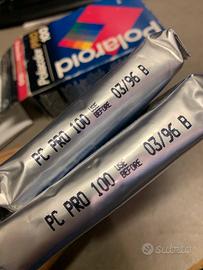 Polaroid
PRO
100
Polaroid
PC PRO 100 USE BEFORE 03/96 B
PC PRO 100 USE BEFORE 03/96 B
subito